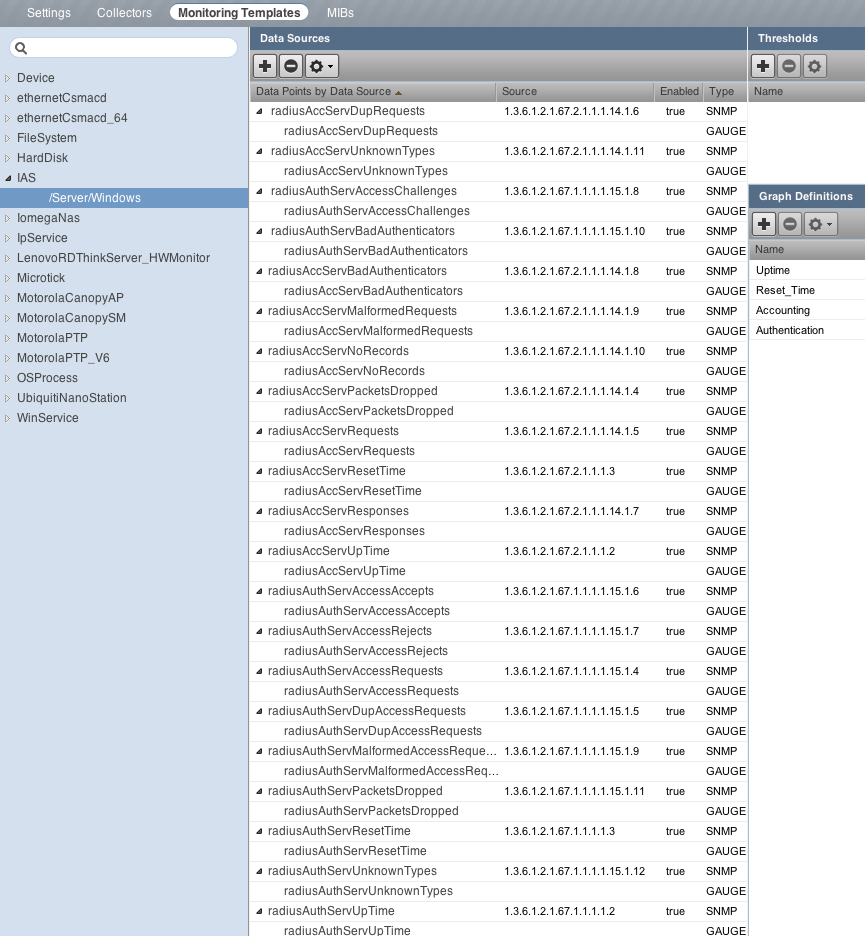 Settings Collectors Monitoring Templates MIBs
Device
ethernetCsmacd
ethernetCsmacd_64
FileSystem
HardDisk
IAS
/Server/Windows
IomegaNas
IpService
LenovoRDThinkServer_HWMonitor
Microtick
MotorolaCanopyAP
MotorolaCanopySM
MotorolaPTP
MotorolaPTP_V6
OSProcess
UbiquitiNanoStation
WinService
Data Sources
Data Points by Data Source Source Enabled Type
radiusAccServDupRequests 1.3.6.1.2.1.67.2.1.1.1.14.1.6 true SNMP
radiusAccServDupRequests GAUGE
radiusAccServUnknownTypes 1.3.6.1.2.1.67.2.1.1.1.14.1.11 true SNMP
radiusAccServUnknownTypes GAUGE
radiusAuthServAccessChallenges 1.3.6.1.2.1.67.1.1.1.1.15.1.8 true SNMP
radiusAuthServAccessChallenges GAUGE
radiusAuthServBadAuthenticators 1.3.6.1.2.1.67.1.1.1.1.15.1.10 true SNMP
radiusAuthServBadAuthenticators GAUGE
radiusAccServBadAuthenticators 1.3.6.1.2.1.67.2.1.1.1.14.1.8 true SNMP
radiusAccServBadAuthenticators GAUGE
radiusAccServMalformedRequests 1.3.6.1.2.1.67.2.1.1.1.14.1.9 true SNMP
radiusAccServMalformedRequests GAUGE
radiusAccServNoRecords 1.3.6.1.2.1.67.2.1.1.1.14.1.10 true SNMP
radiusAccServNoRecords GAUGE
radiusAccServPacketsDropped 1.3.6.1.2.1.67.2.1.1.1.14.1.4 true SNMP
radiusAccServPacketsDropped GAUGE
radiusAccServRequests 1.3.6.1.2.1.67.2.1.1.1.14.1.5 true SNMP
radiusAccServRequests GAUGE
radiusAccServResetTime 1.3.6.1.2.1.67.2.1.1.1.3 true SNMP
radiusAccServResetTime GAUGE
radiusAccServResponses 1.3.6.1.2.1.67.2.1.1.1.14.1.7 true SNMP
radiusAccServResponses GAUGE
radiusAccServUpTime 1.3.6.1.2.1.67.2.1.1.1.2 true SNMP
radiusAccServUpTime GAUGE
radiusAuthServAccessAccepts 1.3.6.1.2.1.67.1.1.1.1.15.1.6 true SNMP
radiusAuthServAccessAccepts GAUGE
radiusAuthServAccessRejects 1.3.6.1.2.1.67.1.1.1.1.15.1.7 true SNMP
radiusAuthServAccessRejects GAUGE
radiusAuthServAccessRequests 1.3.6.1.2.1.67.1.1.1.1.15.1.4 true SNMP
radiusAuthServAccessRequests GAUGE
radiusAuthServDupAccessRequests 1.3.6.1.2.1.67.1.1.1.1.15.1.5 true SNMP
radiusAuthServDupAccessRequests GAUGE
radiusAuthServMalformedAccessReque... 1.3.6.1.2.1.67.1.1.1.1.15.1.9 true SNMP
radiusAuthServMalformedAccessReq... GAUGE
radiusAuthServPacketsDropped 1.3.6.1.2.1.67.1.1.1.1.15.1.11 true SNMP
radiusAuthServPacketsDropped GAUGE
radiusAuthServResetTime 1.3.6.1.2.1.67.1.1.1.1.3 true SNMP
radiusAuthServResetTime GAUGE
radiusAuthServUnknownTypes 1.3.6.1.2.1.67.1.1.1.1.15.1.12 true SNMP
radiusAuthServUnknownTypes GAUGE
radiusAuthServUpTime 1.3.6.1.2.1.67.1.1.1.1.2 true SNMP
radiusAuthServUpTime GAUGE
Thresholds
Name
Graph Definitions
Name
Uptime
Reset_Time
Accounting
Authentication